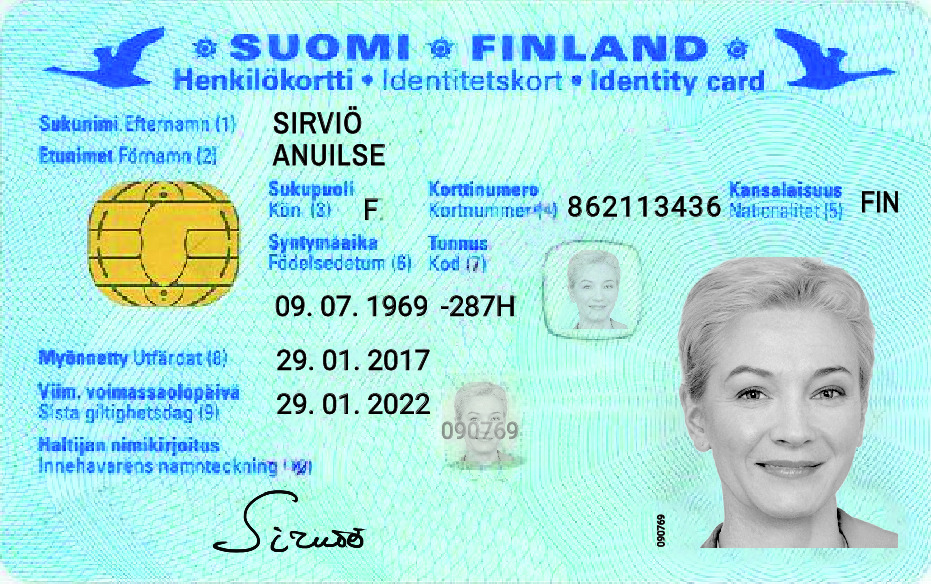 SUOMI FINLAND
Henkilökortti • Identitetskort • Identity card
Sukunimi Efternamn (1) SIRVIÖ
Etunimet Förnamn (2) ANUILSE
Sukupuoli Korttinumero Kansalaisuus
Kön (3) F Kortnummer (4) 862113436 Nationalitet (5) FIN
Syntymäaika Tunnus
Födelsedetum (6) Kod (7)
09. 07. 1969 -287H
Myönnetty Utfärdat (8) 29. 01. 2017
Viim. voimassaolopäivä
Sista giltighetsdag (9) 29. 01. 2022
090769
Haltijan nimikirjoitus
Innehavarens namnteckning
Sirviö
090769